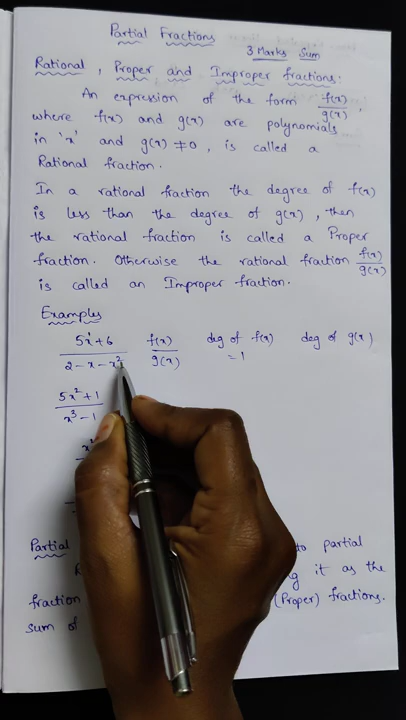 Partial Fractions
3 Marks Sum
Rational, Proper and Improper fractions:
An expression of the form f(x)/g(x),
where f(x) and g(x) are polynomials
in 'x' and g(x) ≠ 0, is called a
Rational fraction.
In a rational fraction the degree of f(x)
is less than the degree of g(x), then
the rational fraction is called a Proper
fraction. Otherwise the rational fraction f(x)/g(x)
is called an Improper fraction.
Examples
5x¹+6 / 2-x-x² f(x)/g(x) deg of f(x) = 1 deg of g(x)
5x²+1 / x³-1
Partial to partial
it as the
fraction (Proper) fractions.
sum of